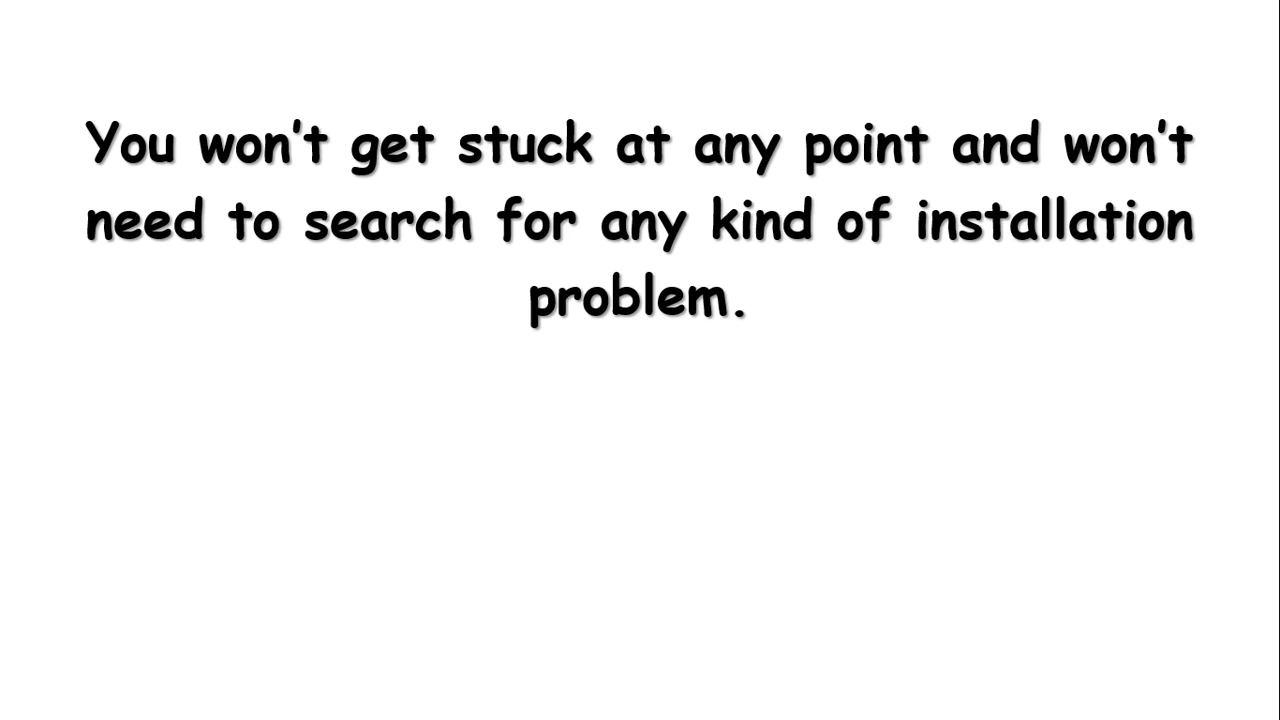 You won't get stuck at any point and won't
need to search for any kind of installation
problem.